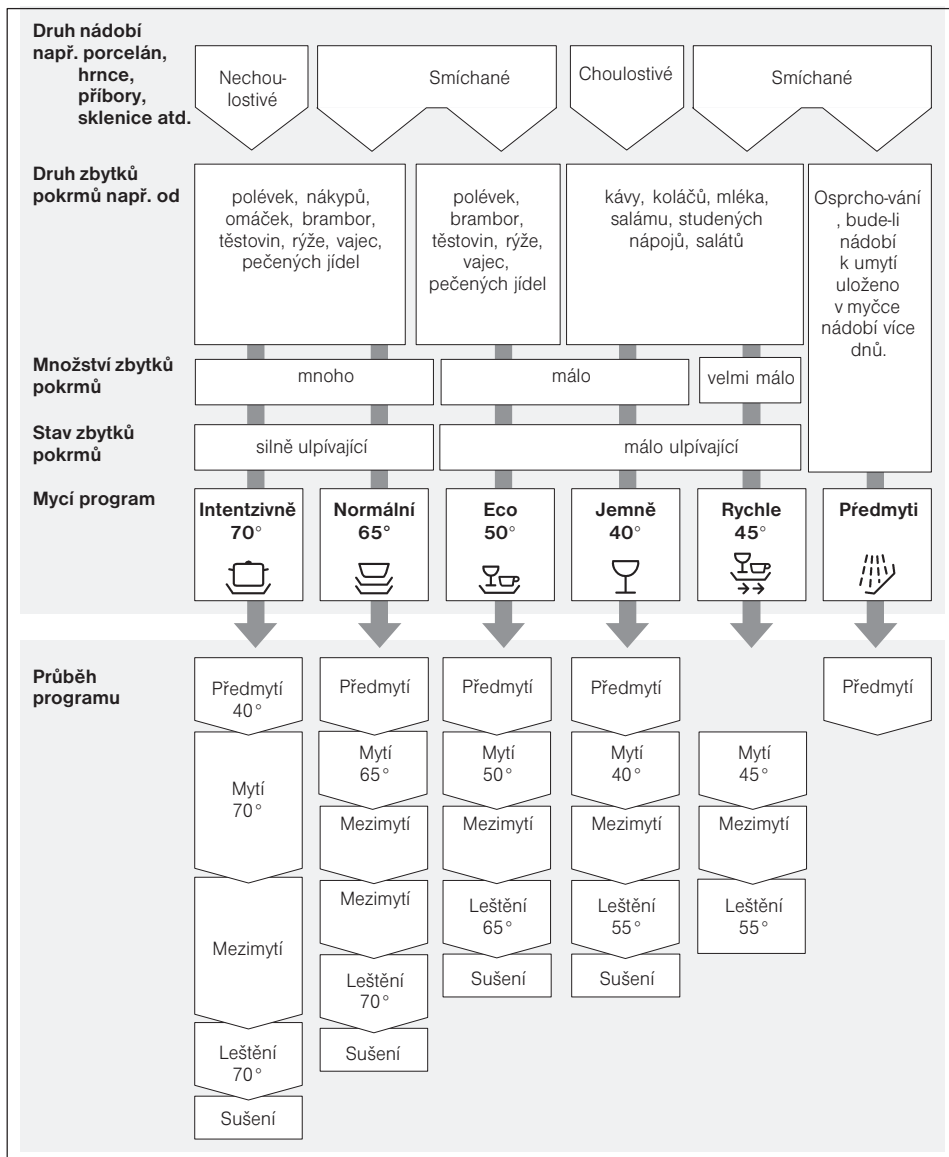 Druh nádobí
např. porcelán,
hrnce,
příbory,
sklenice atd.
Nechou-
lostivé
Smíchané
Choulostivé
Smíchané
Druh zbytků
pokrmů např. od
polévek, nákypů,
omáček, brambor,
těstovin, rýže, vajec,
pečených jídel
polévek,
brambor,
těstovin, rýže,
vajec,
pečených jídel
kávy, koláčů, mléka,
salámu, studených
nápojů, salátů
Osprcho-vání
, bude-li
nádobí
k umytí
uloženo
v myčce
nádobí více
dnů.
Množství zbytků
pokrmů
mnoho
málo
velmi málo
Stav zbytků
pokrmů
silně ulpívající
málo ulpívající
Mycí program
Intentzivně
70°
Normální
65°
Eco
50°
Jemně
40°
Rychle
45°
Předmyti
Průběh
programu
Předmytí
40°
Předmytí
Předmytí
Předmytí
Předmytí
Mytí
70°
Mytí
65°
Mytí
50°
Mytí
40°
Mytí
45°
Mezimytí
Mezimytí
Mezimytí
Mezimytí
Mezimytí
Mezimytí
Leštění
65°
Leštění
55°
Leštění
55°
Leštění
70°
Sušení
Sušení
Leštění
70°
Sušení
Sušení